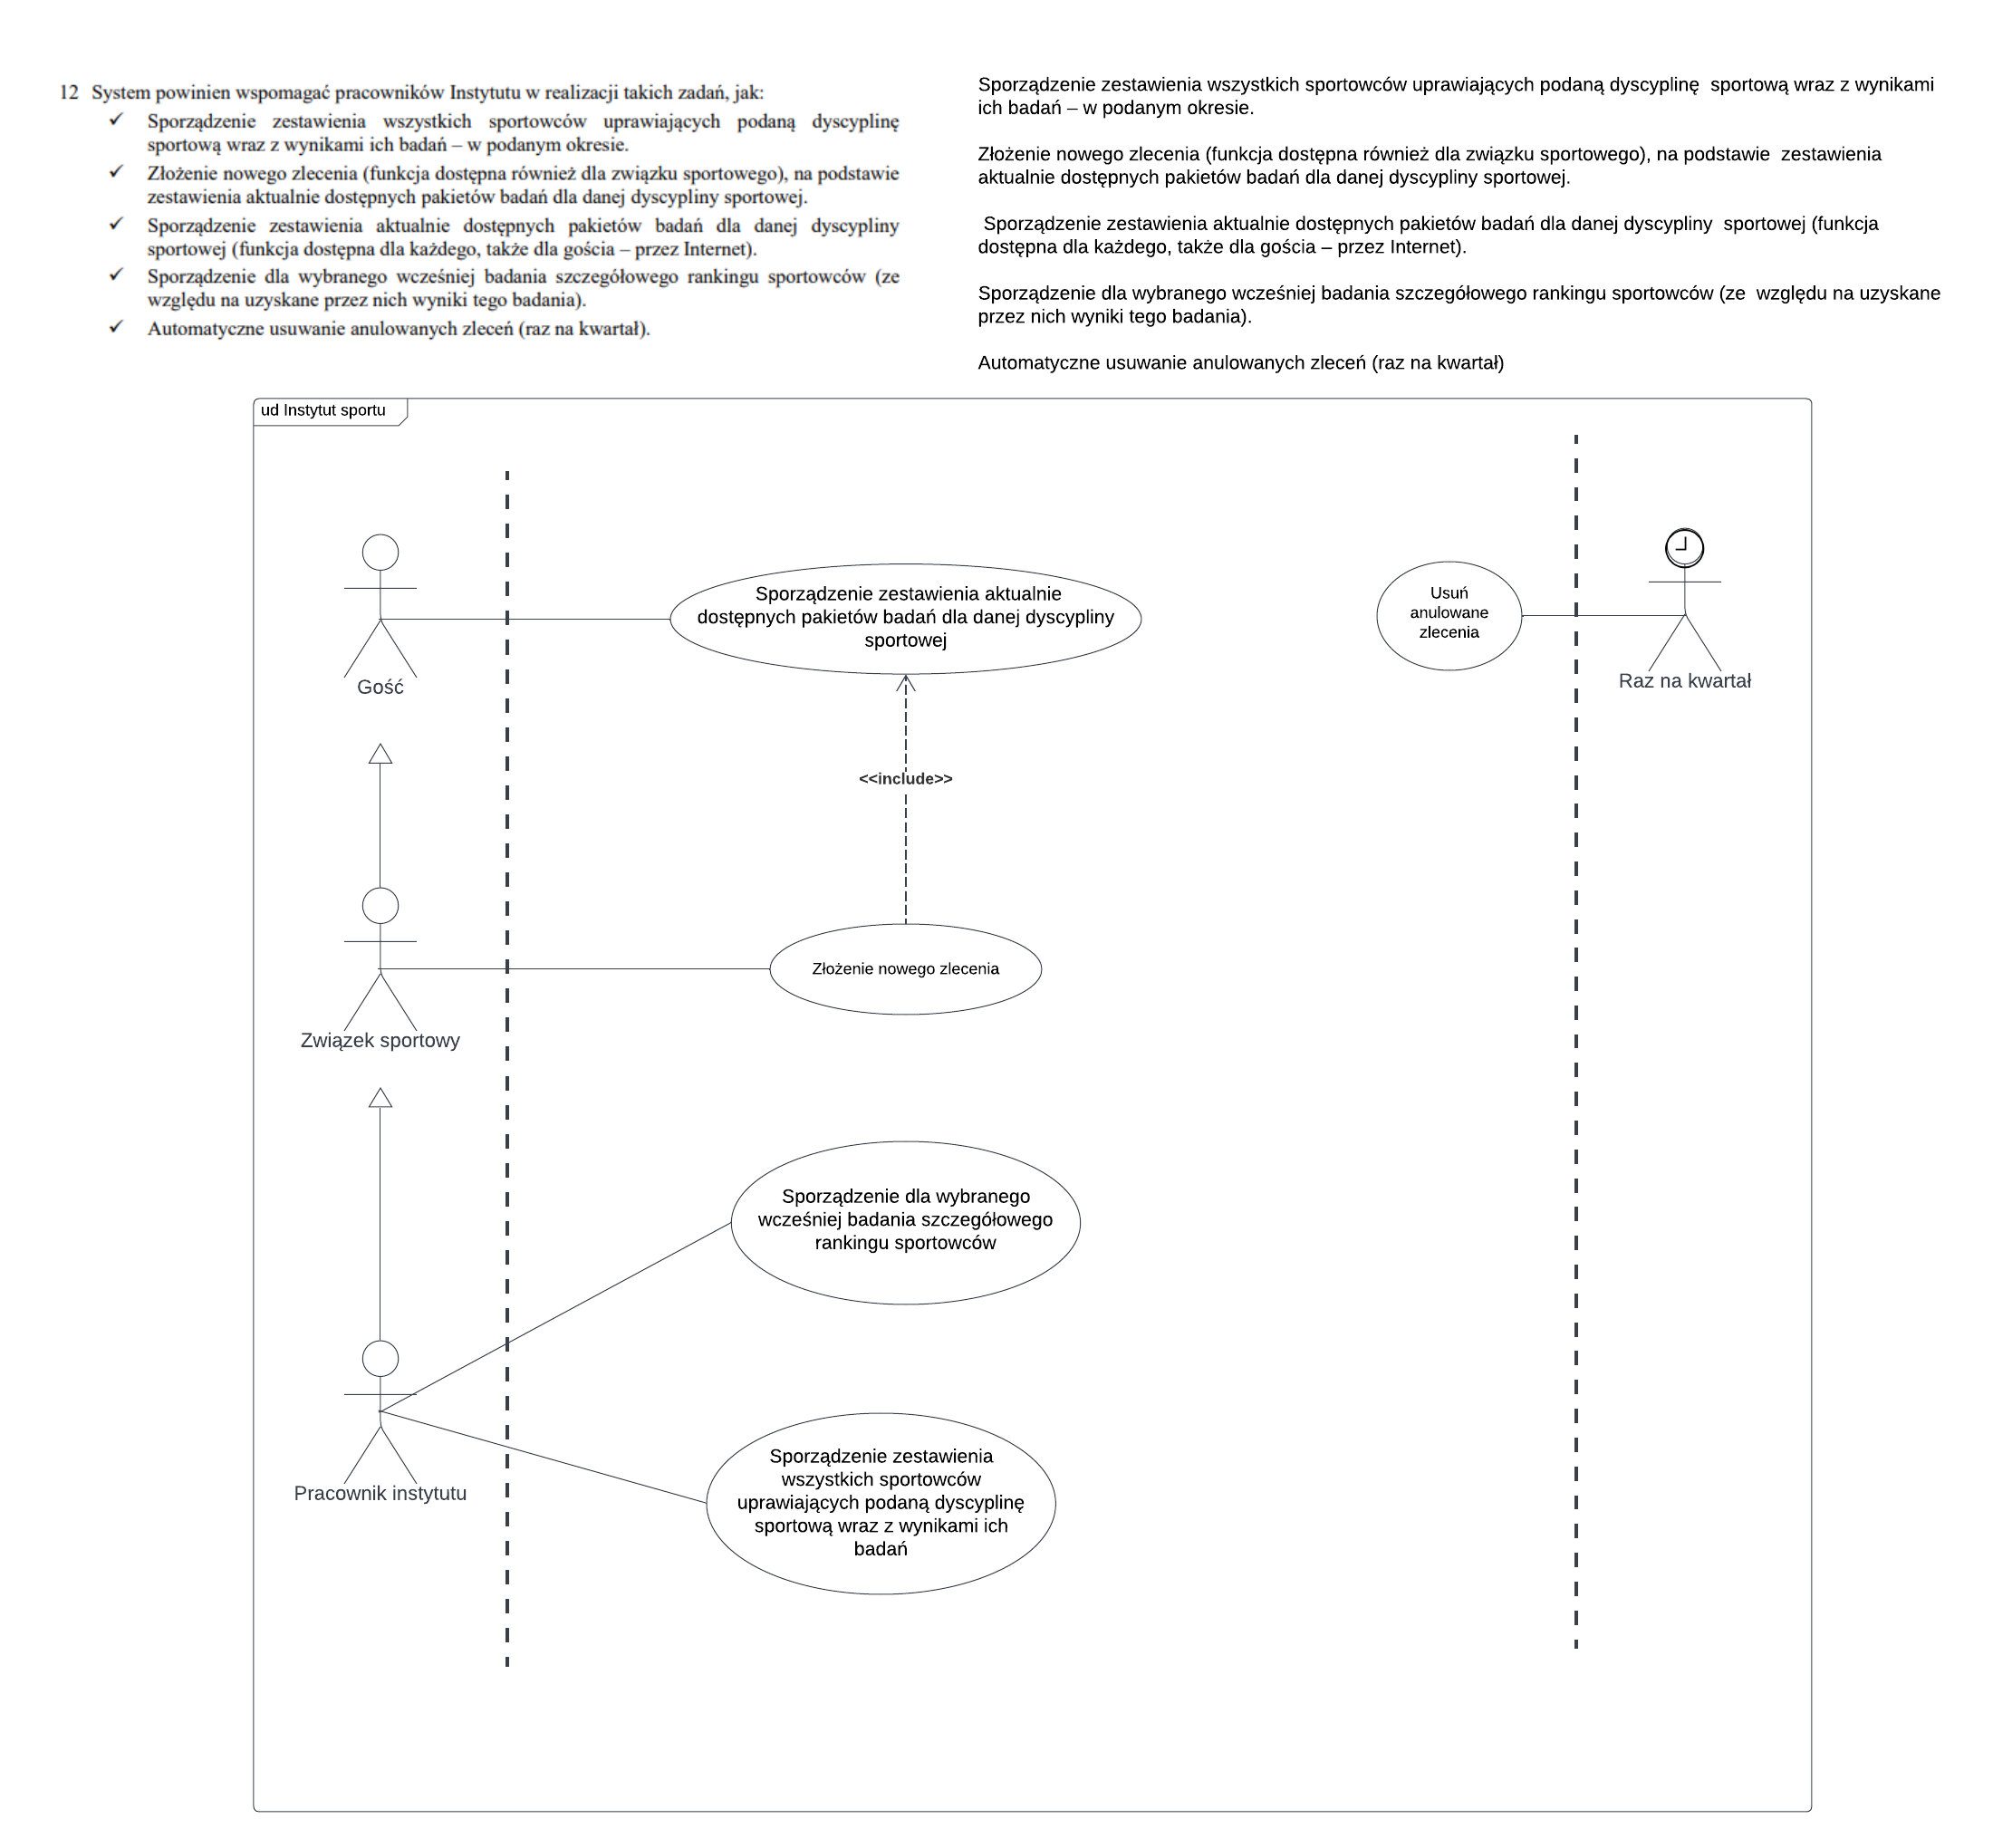 12 System powinien wspomagać pracowników Instytutu w realizacji takich zadań, jak:
✓ Sporządzenie zestawienia wszystkich sportowców uprawiających podaną dyscyplinę
sportową wraz z wynikami ich badań – w podanym okresie.
✓ Złożenie nowego zlecenia (funkcja dostępna również dla związku sportowego), na podstawie
zestawienia aktualnie dostępnych pakietów badań dla danej dyscypliny sportowej.
✓ Sporządzenie zestawienia aktualnie dostępnych pakietów badań dla danej dyscypliny
sportowej (funkcja dostępna dla każdego, także dla gościa – przez Internet).
✓ Sporządzenie dla wybranego wcześniej badania szczegółowego rankingu sportowców (ze
względu na uzyskane przez nich wyniki tego badania).
✓ Automatyczne usuwanie anulowanych zleceń (raz na kwartał).
Sporządzenie zestawienia wszystkich sportowców uprawiających podaną dyscyplinę sportową wraz z wynikami
ich badań – w podanym okresie.
Złożenie nowego zlecenia (funkcja dostępna również dla związku sportowego), na podstawie zestawienia
aktualnie dostępnych pakietów badań dla danej dyscypliny sportowej.
Sporządzenie zestawienia aktualnie dostępnych pakietów badań dla danej dyscypliny sportowej (funkcja
dostępna dla każdego, także dla gościa – przez Internet).
Sporządzenie dla wybranego wcześniej badania szczegółowego rankingu sportowców (ze względu na uzyskane
przez nich wyniki tego badania).
Automatyczne usuwanie anulowanych zleceń (raz na kwartał)
ud Instytut sportu
Gość
Sporządzenie zestawienia aktualnie
dostępnych pakietów badań dla danej dyscypliny
sportowej
Usuń
anulowane
zlecenia
Raz na kwartał
<<include>>
Złożenie nowego zlecenia
Związek sportowy
Sporządzenie dla wybranego
wcześniej badania szczegółowego
rankingu sportowców
Pracownik instytutu
Sporządzenie zestawienia
wszystkich sportowców
uprawiających podaną dyscyplinę
sportową wraz z wynikami ich
badań